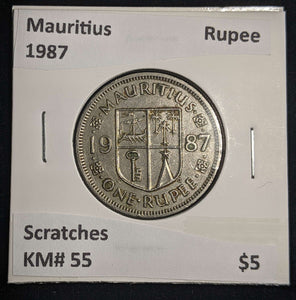 Mauritius Rupee
1987
MAURITIUS
19 87
ONE RUPEE
Scratches
KM# 55 $5